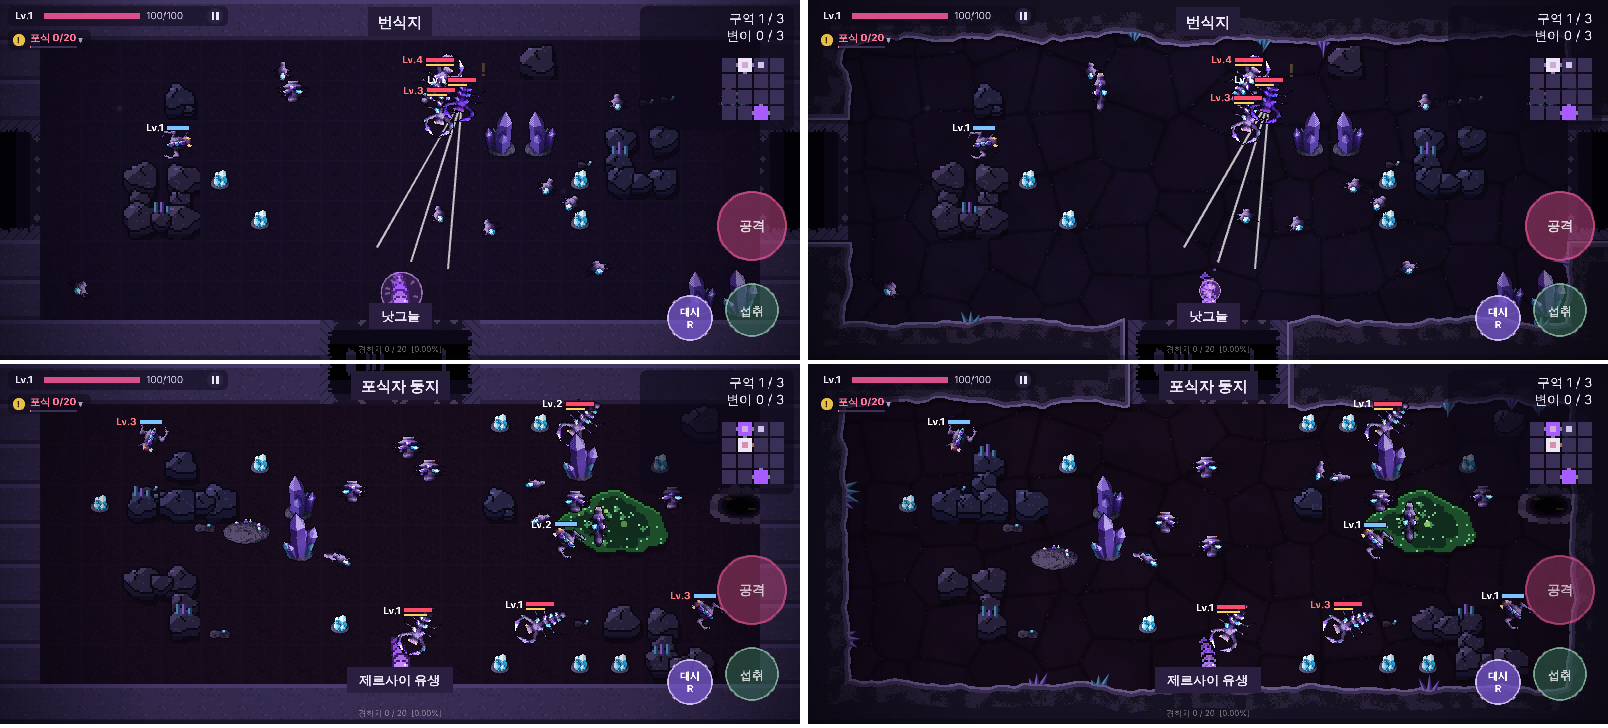 Lv.1 100/100
번식지
구역 1 / 3
변이 0 / 3
! 포식 0/20 ▾
Lv.4
Lv.1
Lv.3
Lv.1
공격
대시
R
섭취
낫그늘
Lv.1 100/100
번식지
구역 1 / 3
변이 0 / 3
! 포식 0/20 ▾
Lv.4
Lv.1
Lv.3
Lv.1
공격
대시
R
섭취
낫그늘
Lv.1 100/100
포식자 둥지
구역 1 / 3
변이 0 / 3
! 포식 0/20 ▾
Lv.2
Lv.3
Lv.2
Lv.3
Lv.1
Lv.1
공격
대시
R
섭취
제르사이 유생
Lv.1 100/100
포식자 둥지
구역 1 / 3
변이 0 / 3
! 포식 0/20 ▾
Lv.1
Lv.1
Lv.1
Lv.1
Lv.1
Lv.3
공격
대시
R
섭취
제르사이 유생